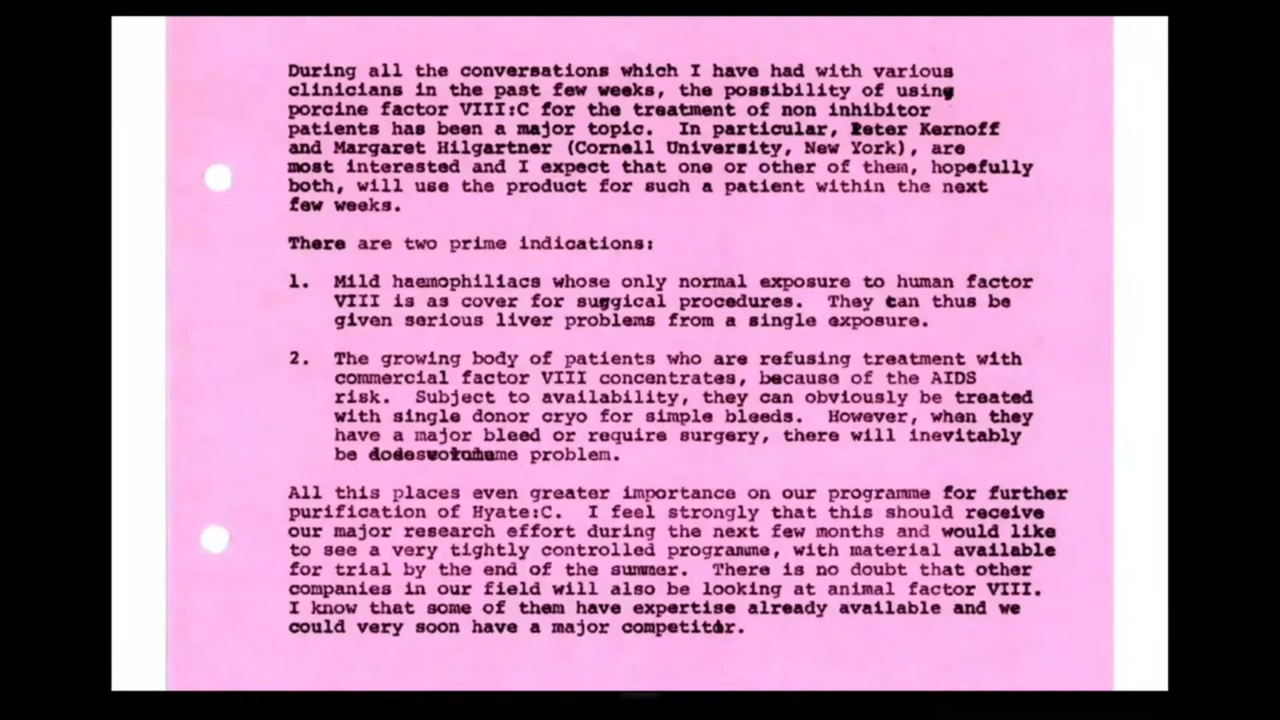 During all the conversations which I have had with various
clinicians in the past few weeks, the possibility of using
porcine factor VIII:C for the treatment of non inhibitor
patients has been a major topic. In particular, Peter Kernoff
and Margaret Hilgartner (Cornell University, New York), are
most interested and I expect that one or other of them, hopefully
both, will use the product for such a patient within the next
few weeks.
There are two prime indications:
1. Mild haemophiliacs whose only normal exposure to human factor
VIII is as cover for surgical procedures. They can thus be
given serious liver problems from a single exposure.
2. The growing body of patients who are refusing treatment with
commercial factor VIII concentrates, because of the AIDS
risk. Subject to availability, they can obviously be treated
with single donor cryo for simple bleeds. However, when they
have a major bleed or require surgery, there will inevitably
be problem.
All this places even greater importance on our programme for further
purification of Hyate:C. I feel strongly that this should receive
our major research effort during the next few months and would like
to see a very tightly controlled programme, with material available
for trial by the end of the summer. There is no doubt that other
companies in our field will also be looking at animal factor VIII.
I know that some of them have expertise already available and we
could very soon have a major competitor.